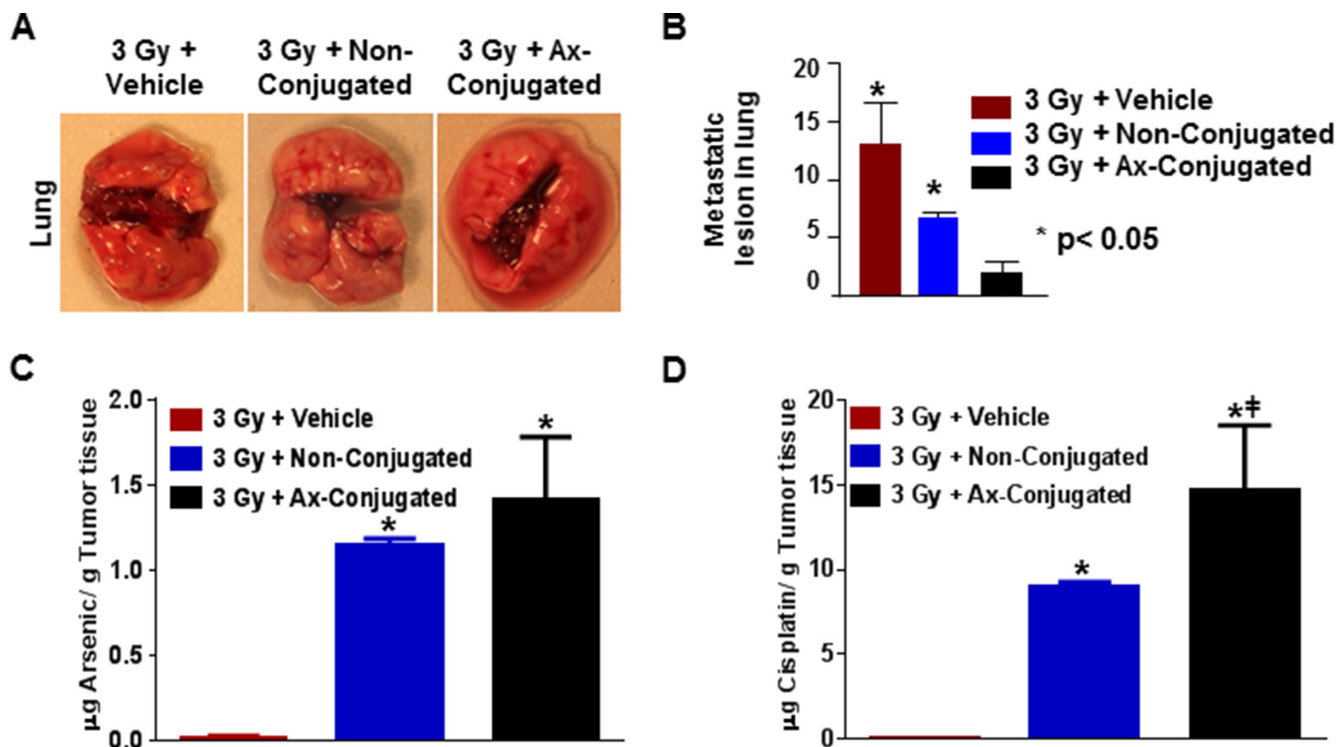 A
3 Gy +
Vehicle
3 Gy + Non-
Conjugated
3 Gy + Ax-
Conjugated
Lung
B
Metastatic
lesion in lung
20
15
10
5
0
*
*
3 Gy + Vehicle
3 Gy + Non-Conjugated
3 Gy + Ax-Conjugated
* p< 0.05
C
µg Arsenic/ g Tumor tissue
2.0
1.5
1.0
0.5
0.0
3 Gy + Vehicle
3 Gy + Non-Conjugated
3 Gy + Ax-Conjugated
*
*
D
µg Cisplatin/ g Tumor tissue
20
15
10
5
0
3 Gy + Vehicle
3 Gy + Non-Conjugated
3 Gy + Ax-Conjugated
*
*ǂ